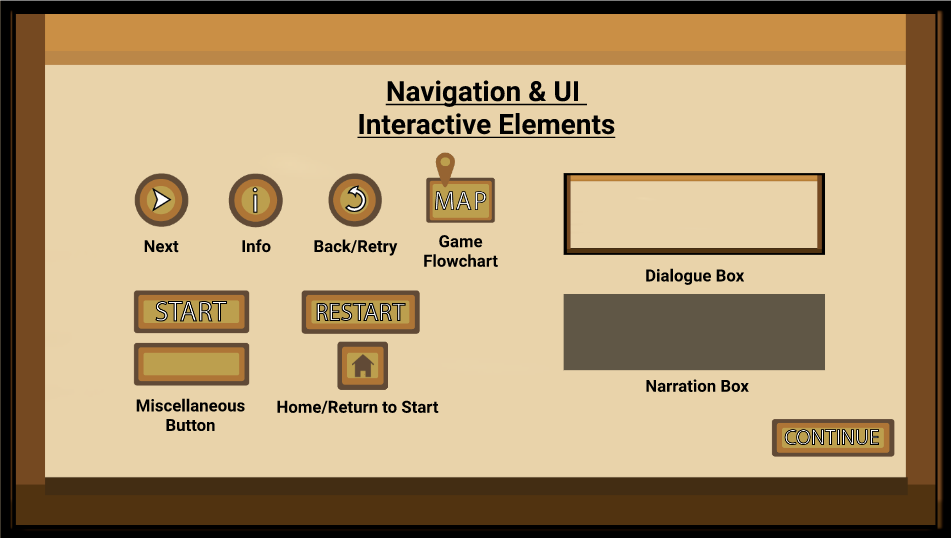 Navigation & UI
Interactive Elements
MAP
Next
Info
Back/Retry
Game
Flowchart
Dialogue Box
START
RESTART
Narration Box
Miscellaneous
Button
Home/Return to Start
CONTINUE